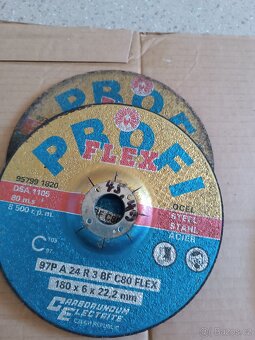 PROFI
FLEX
95799 1820
DSA 1105
80 m.s
8 500 r.p.m.
OCEL
STEEL
STAHL
ACIER
97P A 24 R 3 BF C80 FLEX
180 x 6 x 22,2 mm
CARBORUNDUM
ELECTRITE
CZECH REPUBLIC